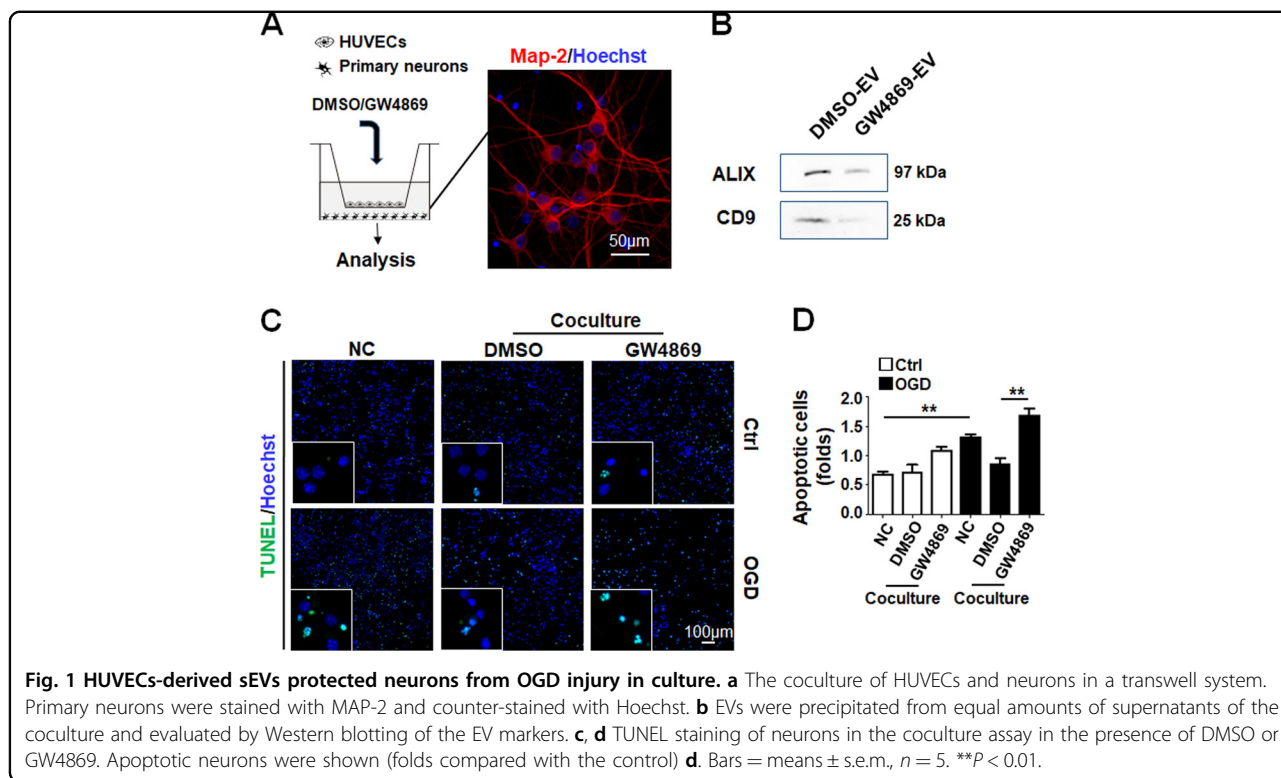 A
HUVECs
Primary neurons
DMSO/GW4869
Analysis
Map-2/Hoechst
50μm
B
DMSO-EV
GW4869-EV
ALIX
97 kDa
CD9
25 kDa
C
Coculture
NC
DMSO
GW4869
TUNEL/Hoechst
Ctrl
OGD
100μm
D
Ctrl
OGD
Apoptotic cells
(folds)
2.0
1.5
1.0
0.5
0.0
**
**
NC
DMSO
GW4869
NC
DMSO
GW4869
Coculture
Coculture
Fig. 1 HUVECs-derived sEVs protected neurons from OGD injury in culture. a The coculture of HUVECs and neurons in a transwell system.
Primary neurons were stained with MAP-2 and counter-stained with Hoechst. b EVs were precipitated from equal amounts of supernatants of the
coculture and evaluated by Western blotting of the EV markers. c, d TUNEL staining of neurons in the coculture assay in the presence of DMSO or
GW4869. Apoptotic neurons were shown (folds compared with the control) d. Bars = means ± s.e.m., n = 5. **P < 0.01.